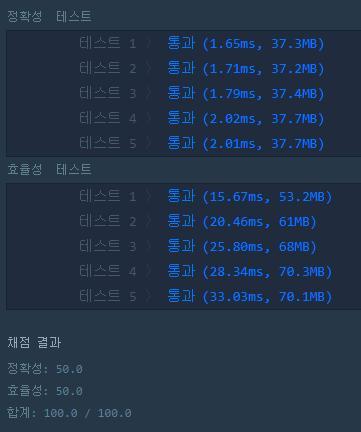 정확성 테스트
테스트 1 〉 통과 (1.65ms, 37.3MB)
테스트 2 〉 통과 (1.71ms, 37.2MB)
테스트 3 〉 통과 (1.79ms, 37.4MB)
테스트 4 〉 통과 (2.02ms, 37.7MB)
테스트 5 〉 통과 (2.01ms, 37.7MB)
효율성 테스트
테스트 1 〉 통과 (15.67ms, 53.2MB)
테스트 2 〉 통과 (20.46ms, 61MB)
테스트 3 〉 통과 (25.80ms, 68MB)
테스트 4 〉 통과 (28.34ms, 70.3MB)
테스트 5 〉 통과 (33.03ms, 70.1MB)
채점 결과
정확성: 50.0
효율성: 50.0
합계: 100.0 / 100.0